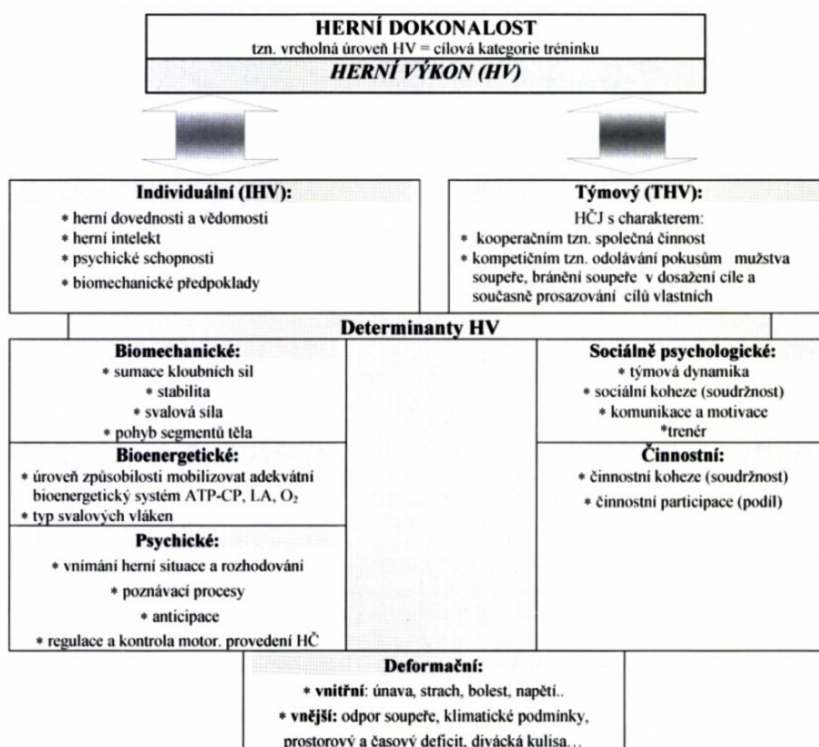 HERNÍ DOKONALOST
tzn. vrcholná úroveň HV = cílová kategorie tréninku
HERNÍ VÝKON (HV)
Individuální (IHV):
* herní dovednosti a vědomosti
* herní intelekt
* psychické schopnosti
* biomechanické předpoklady
Týmový (THV):
HČJ s charakterem:
* kooperačním tzn. společná činnost
* kompetičním tzn. odolávání pokusům mužstva
soupeře, bránění soupeře v dosažení cíle a
současně prosazování cílů vlastních
Determinanty HV
Biomechanické:
* sumace kloubních sil
* stabilita
* svalová síla
* pohyb segmentů těla
Bioenergetické:
* úroveň způsobilosti mobilizovat adekvátní
bioenergetický systém ATP-CP, LA, O₂
* typ svalových vláken
Psychické:
* vnímání herní situace a rozhodování
* poznávací procesy
* anticipace
* regulace a kontrola motor. provedení HČ
Sociálně psychologické:
* týmová dynamika
* sociální koheze (soudržnost)
* komunikace a motivace
*trenér
Činnostní:
* činnostní koheze (soudržnost)
* činnostní participace (podíl)
Deformační:
* vnitřní: únava, strach, bolest, napětí..
* vnější: odpor soupeře, klimatické podmínky,
prostorový a časový deficit, divácká kulisa…